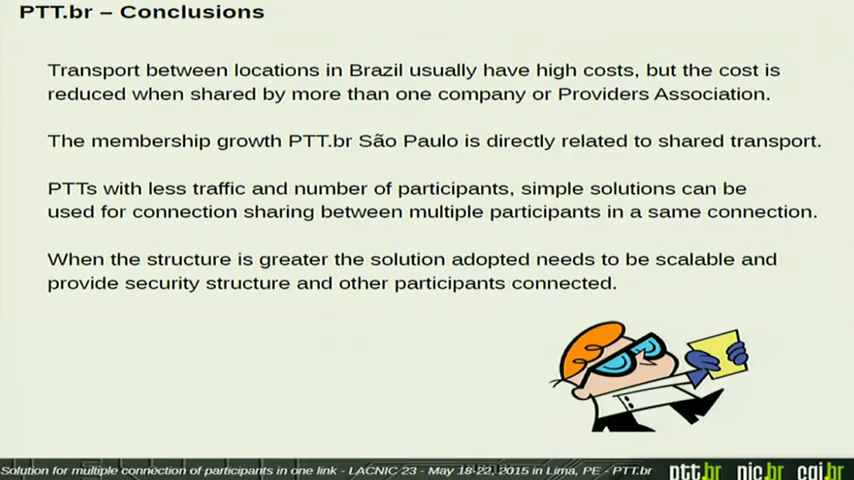 PTT.br – Conclusions
Transport between locations in Brazil usually have high costs, but the cost is
reduced when shared by more than one company or Providers Association.
The membership growth PTT.br São Paulo is directly related to shared transport.
PTTs with less traffic and number of participants, simple solutions can be
used for connection sharing between multiple participants in a same connection.
When the structure is greater the solution adopted needs to be scalable and
provide security structure and other participants connected.
Solution for multiple connection of participants in one link - LACNIC 23 - May 18-22, 2015 in Lima, PE - PTT.br
ptt.br nic.br cgi.br